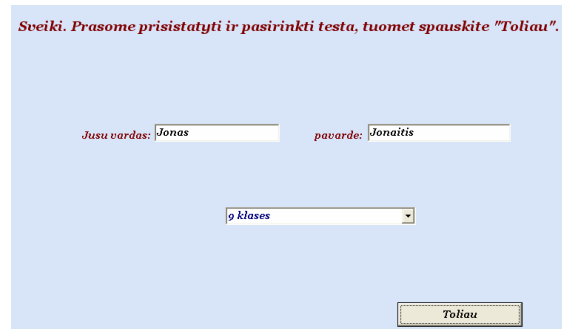 Sveiki. Prasome prisistatyti ir pasirinkti testa, tuomet spauskite "Toliau".
Jusu vardas: Jonas pavarde: Jonaitis
9 klases
Toliau